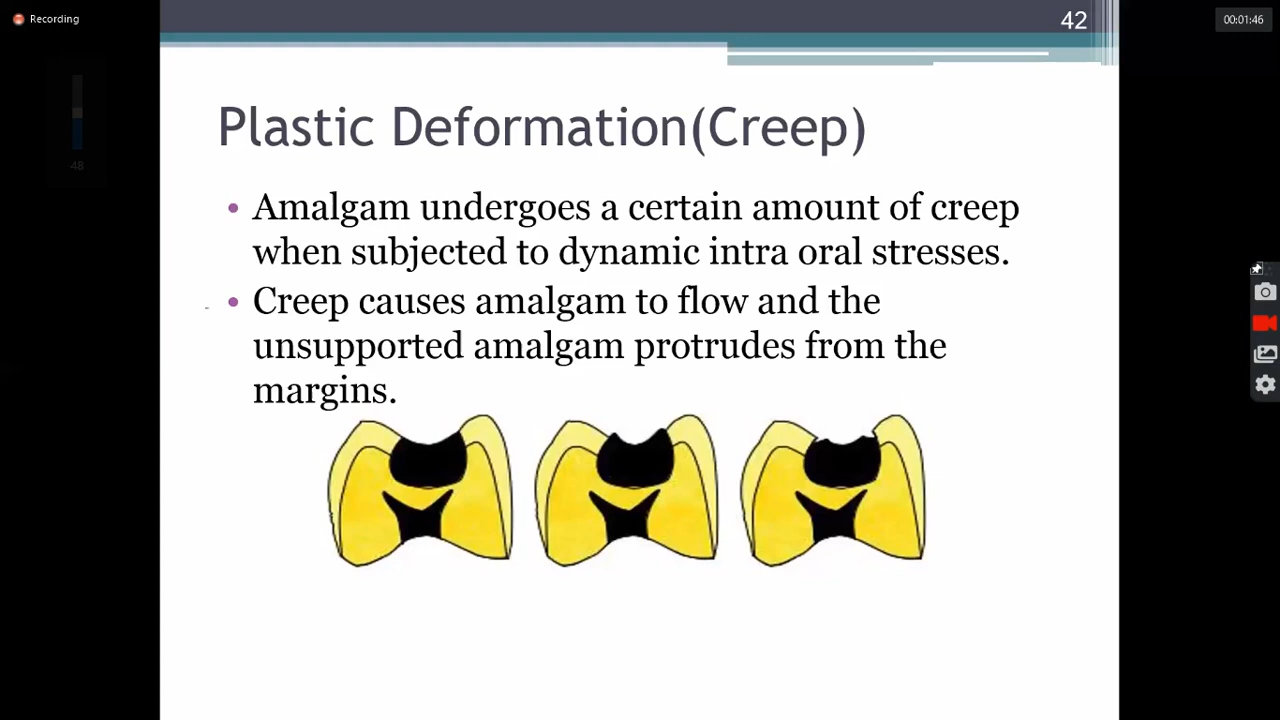 Recording
42
00:01:46
48
Plastic Deformation(Creep)
• Amalgam undergoes a certain amount of creep
when subjected to dynamic intra oral stresses.
• Creep causes amalgam to flow and the
unsupported amalgam protrudes from the
margins.